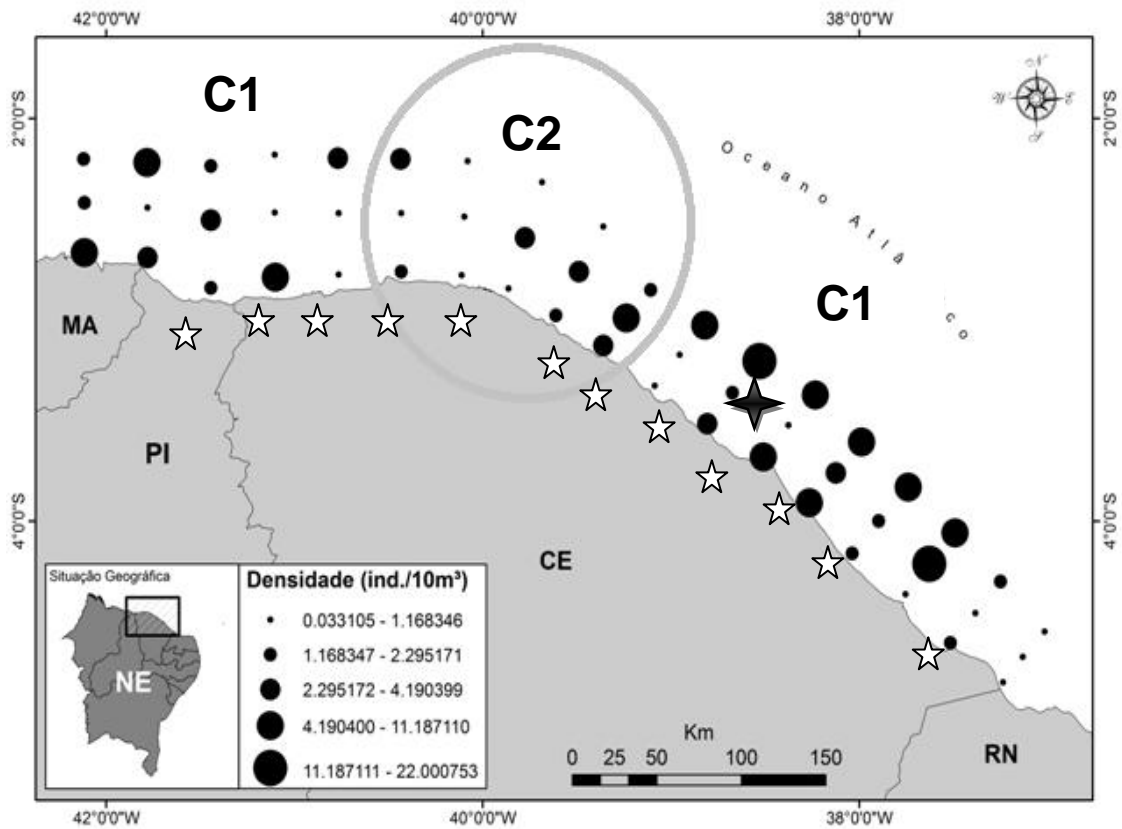 42°0'0"W 40°0'0"W 38°0'0"W
2°0'0"S 2°0'0"S
N
W E
S
C1
C2
Oceano Atlâ
co
C1
MA
PI
4°0'0"S 4°0'0"S
CE
RN
Situação Geográfica
NE
Densidade (ind./10m³)
0.033105 - 1.168346
1.168347 - 2.295171
2.295172 - 4.190399
4.190400 - 11.187110
11.187111 - 22.000753
Km
0 25 50 100 150
42°0'0"W 40°0'0"W 38°0'0"W